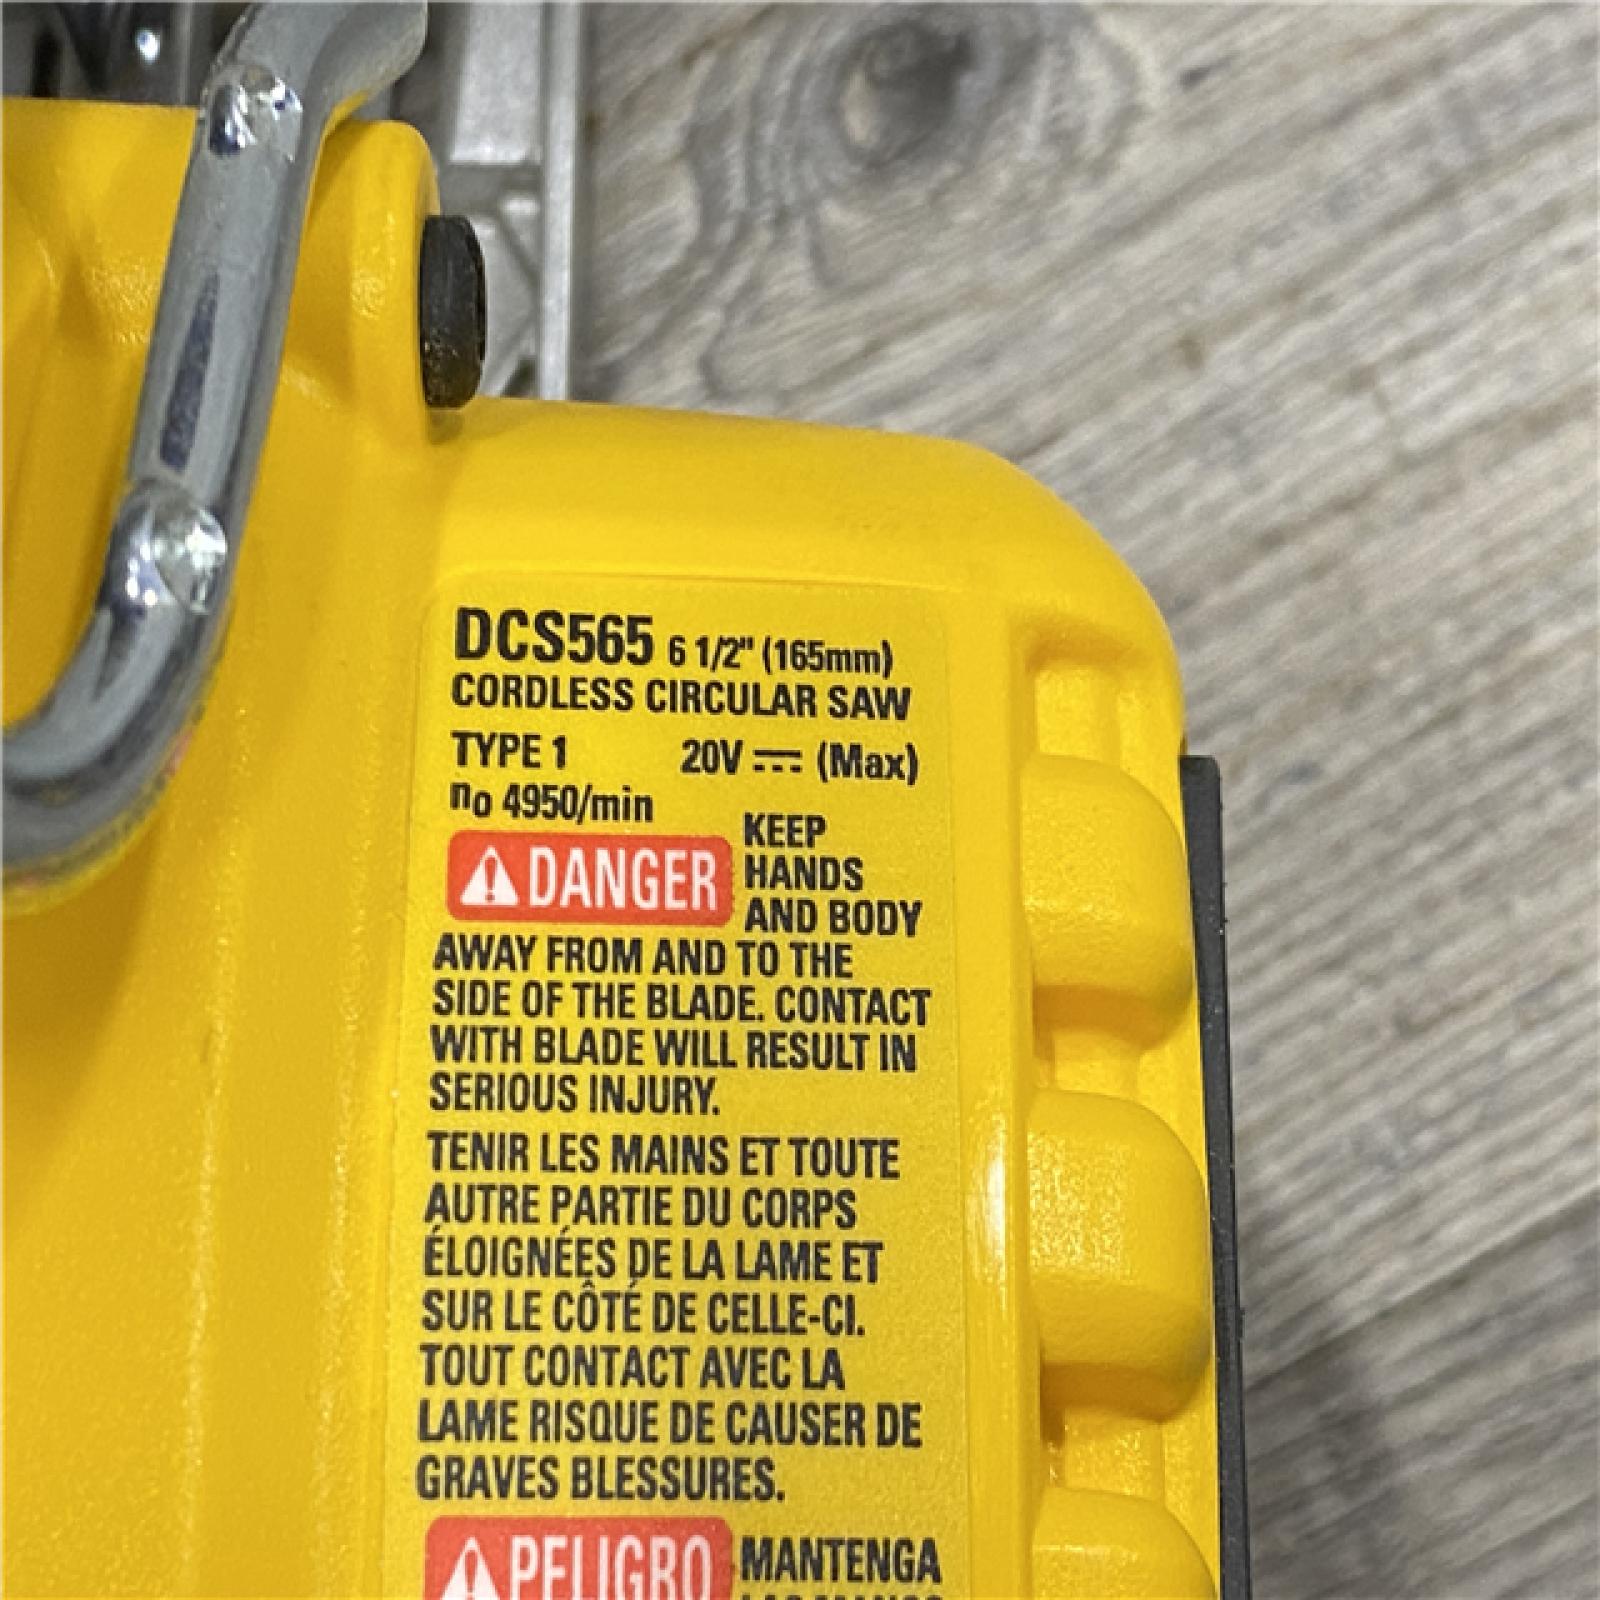 DCS565 6 1/2" (165mm)
CORDLESS CIRCULAR SAW
TYPE 1 20V ⎓ (Max)
no 4950/min
DANGER KEEP
HANDS
AND BODY
AWAY FROM AND TO THE
SIDE OF THE BLADE. CONTACT
WITH BLADE WILL RESULT IN
SERIOUS INJURY.
TENIR LES MAINS ET TOUTE
AUTRE PARTIE DU CORPS
ÉLOIGNÉES DE LA LAME ET
SUR LE CÔTÉ DE CELLE-CI.
TOUT CONTACT AVEC LA
LAME RISQUE DE CAUSER DE
GRAVES BLESSURES.
PELIGRO MANTENGA